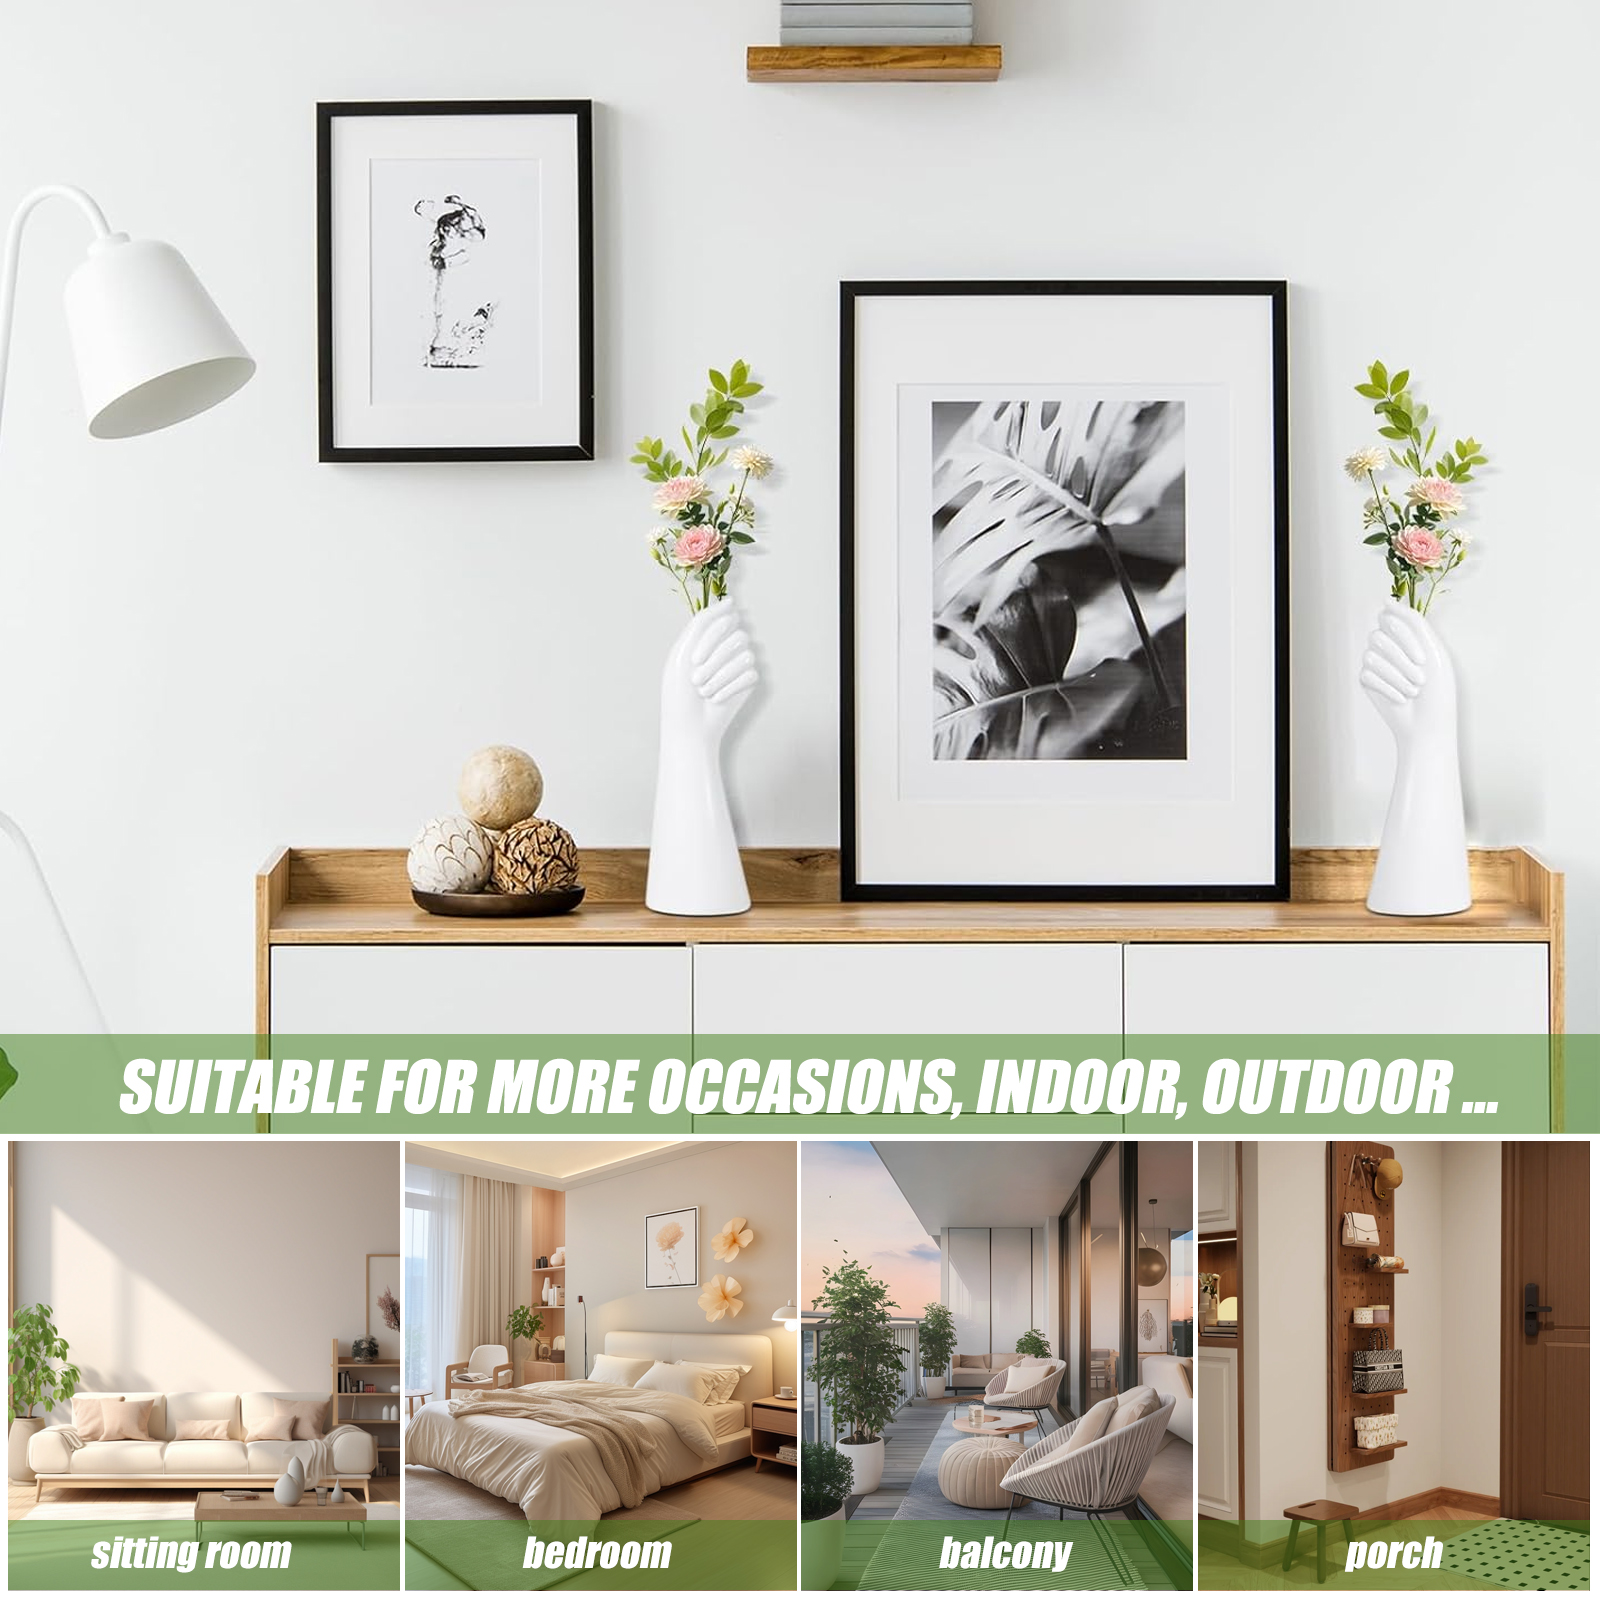 SUITABLE FOR MORE OCCASIONS, INDOOR, OUTDOOR ...
sitting room
bedroom
balcony
porch